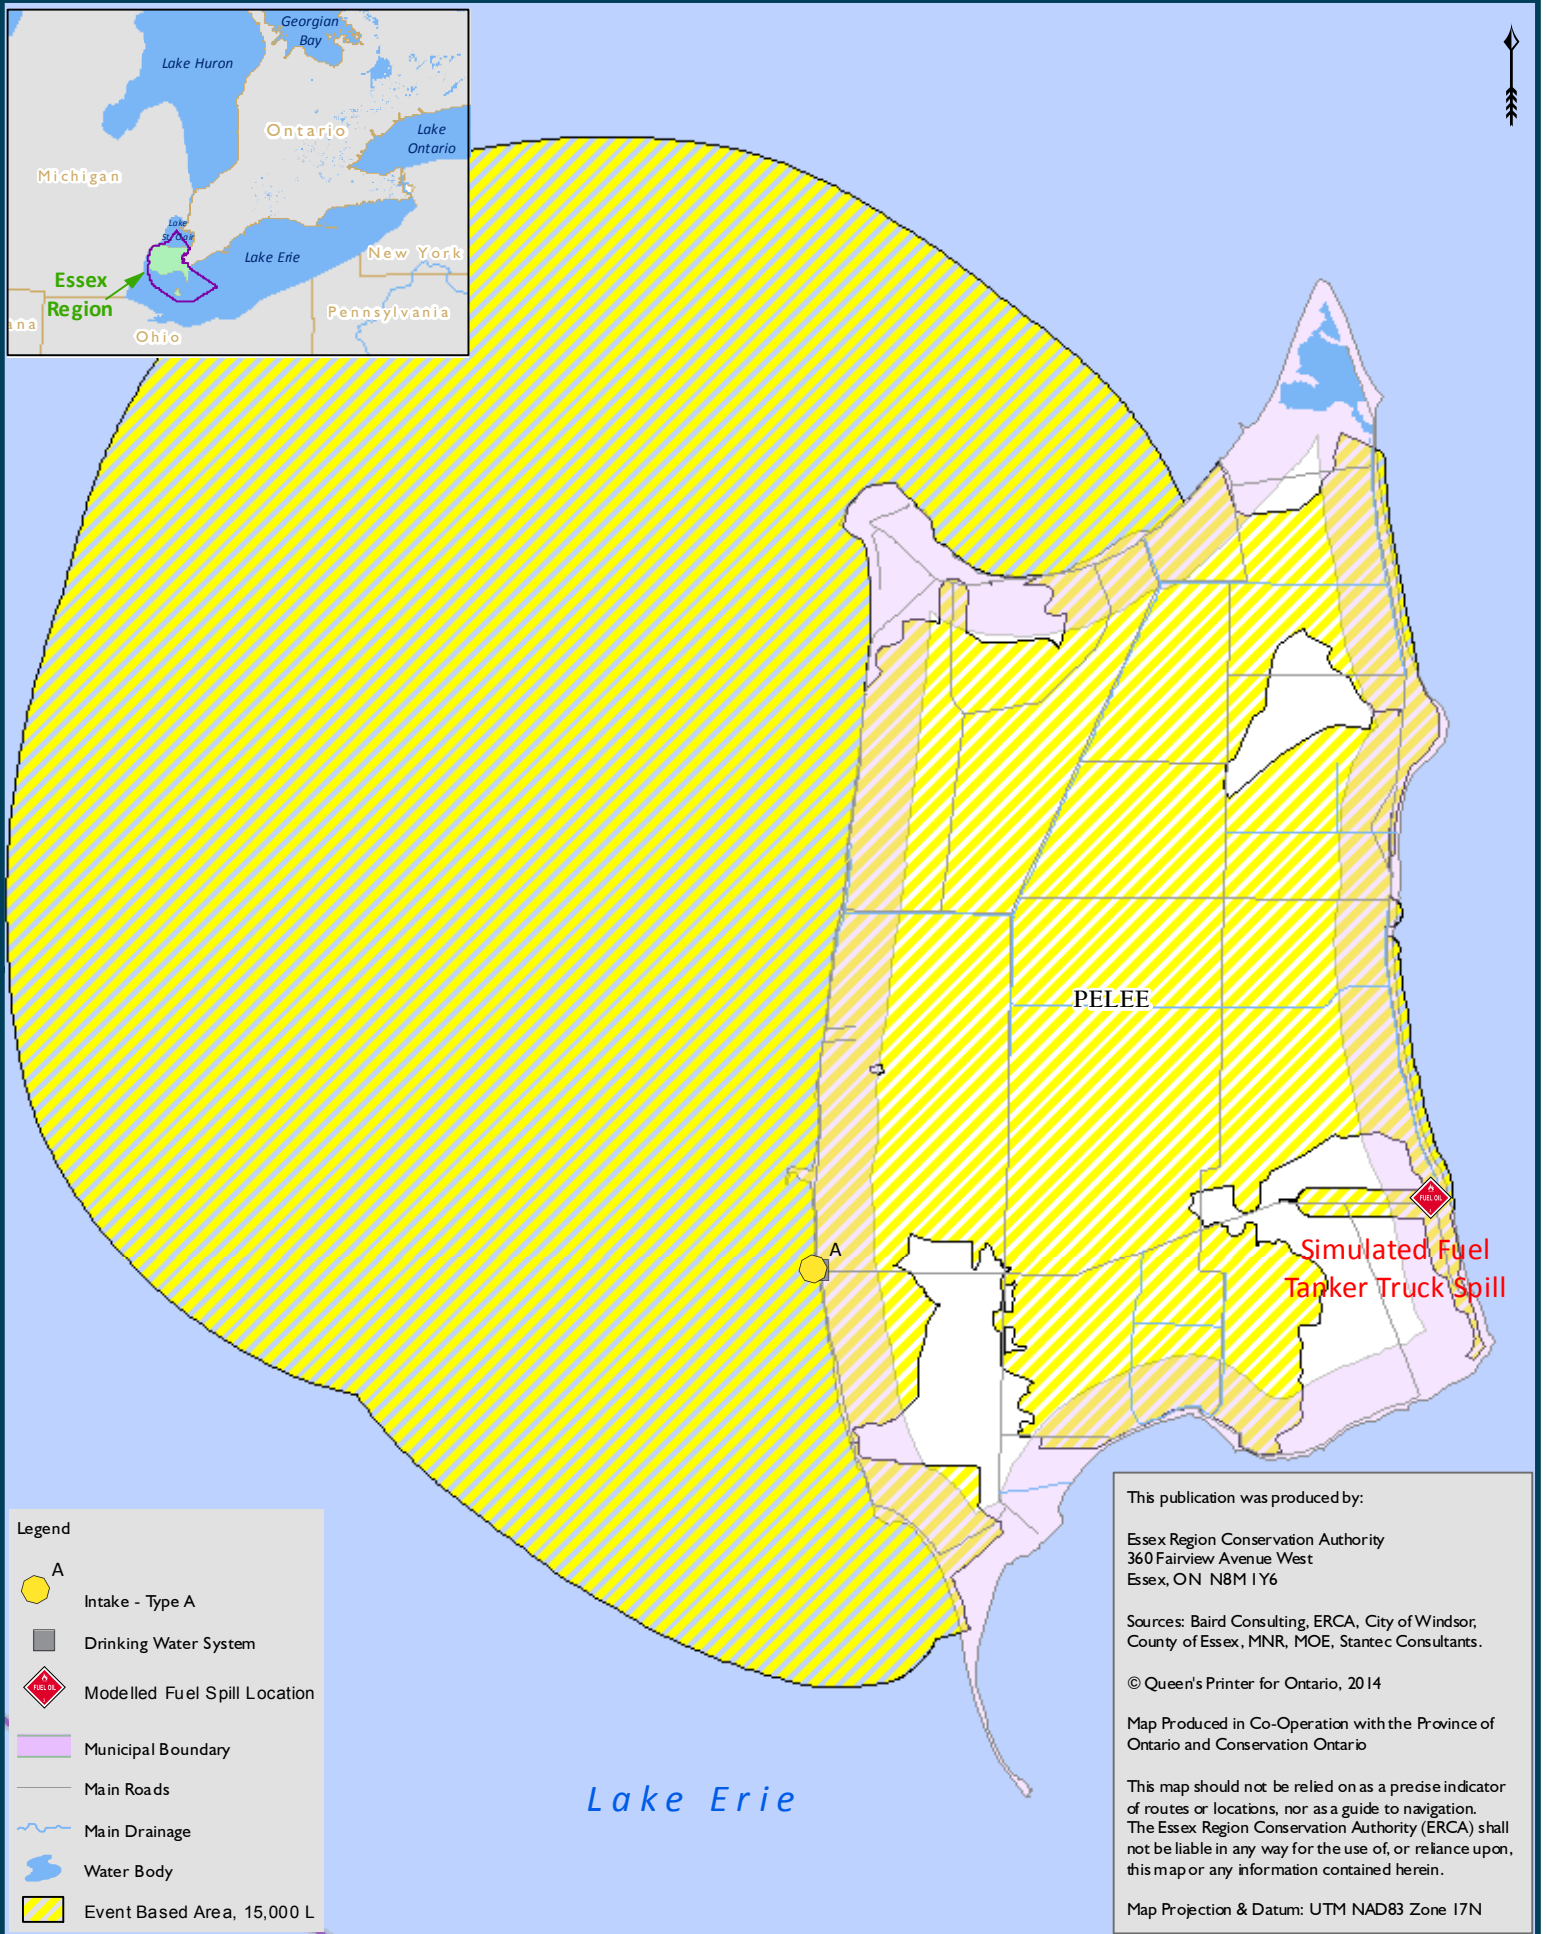 Georgian
Bay
Lake Huron
Ontario
Lake
Ontario
Michigan
Lake
St. Clair
Lake Erie
New York
Essex
Region
Pennsylvania
ana
Ohio
PELEE
A
FUEL OIL
Simulated Fuel
Tanker Truck Spill
Lake Erie
Legend
A
Intake - Type A
Drinking Water System
FUEL OIL
Modelled Fuel Spill Location
Municipal Boundary
Main Roads
Main Drainage
Water Body
Event Based Area, 15,000 L
This publication was produced by:
Essex Region Conservation Authority
360 Fairview Avenue West
Essex, ON N8M 1Y6
Sources: Baird Consulting, ERCA, City of Windsor,
County of Essex, MNR, MOE, Stantec Consultants.
© Queen's Printer for Ontario, 2014
Map Produced in Co-Operation with the Province of
Ontario and Conservation Ontario
This map should not be relied on as a precise indicator
of routes or locations, nor as a guide to navigation.
The Essex Region Conservation Authority (ERCA) shall
not be liable in any way for the use of, or reliance upon,
this map or any information contained herein.
Map Projection & Datum: UTM NAD83 Zone 17N